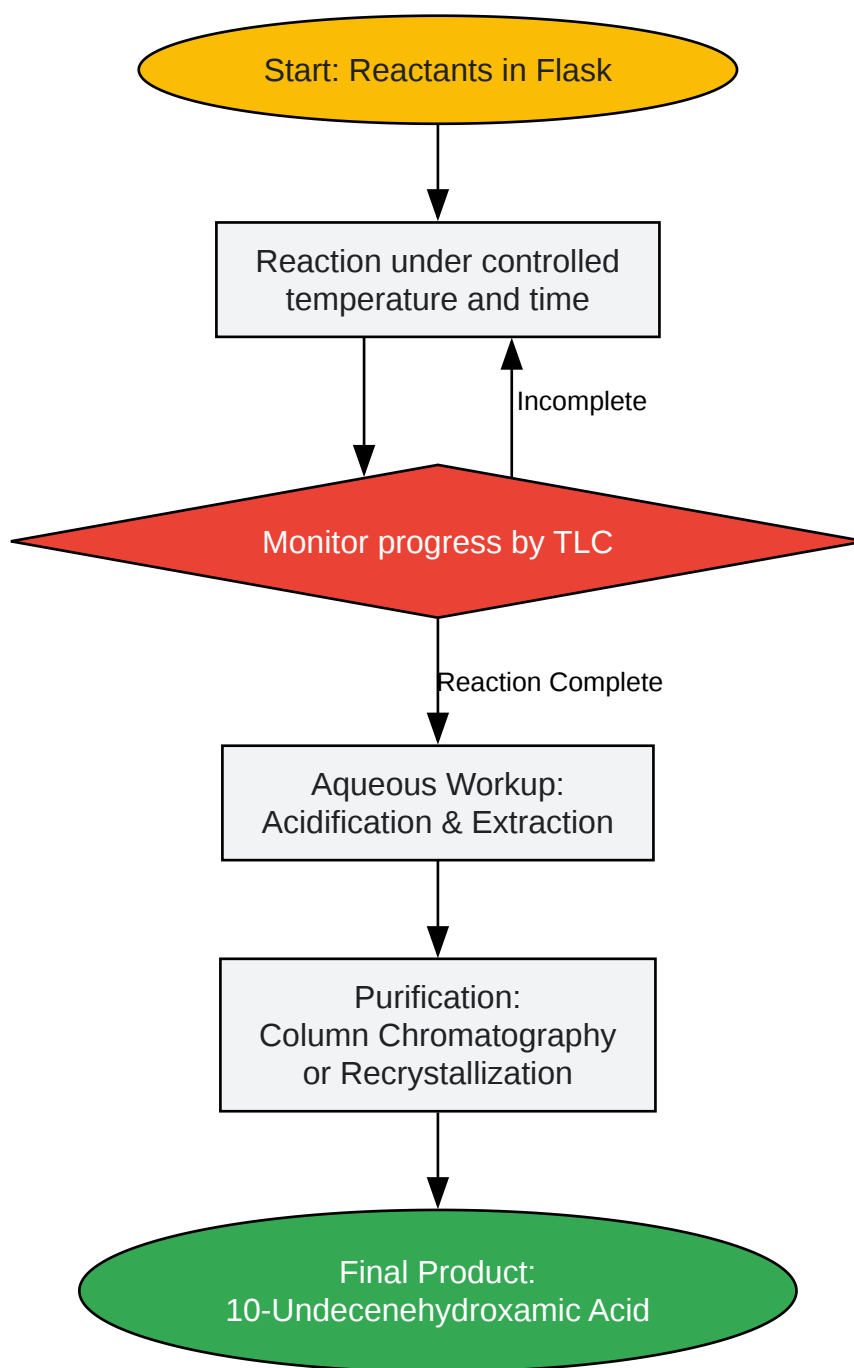 Start: Reactants in Flask
Reaction under controlled
temperature and time
Incomplete
Monitor progress by TLC
Reaction Complete
Aqueous Workup:
Acidification & Extraction
Purification:
Column Chromatography
or Recrystallization
Final Product:
10-Undecenehydroxamic Acid